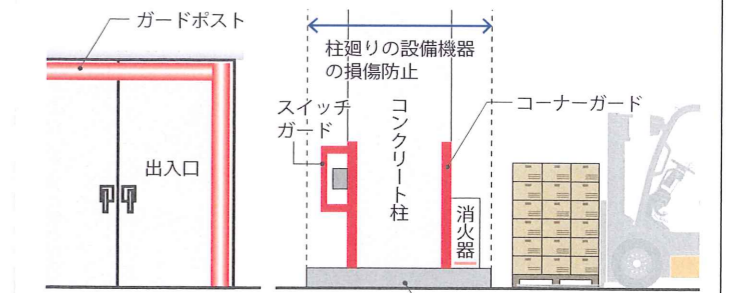 ガードポスト
出入口
柱廻りの設備機器
の損傷防止
スイッチ
ガード
コンクリート柱
コーナーガード
消火器